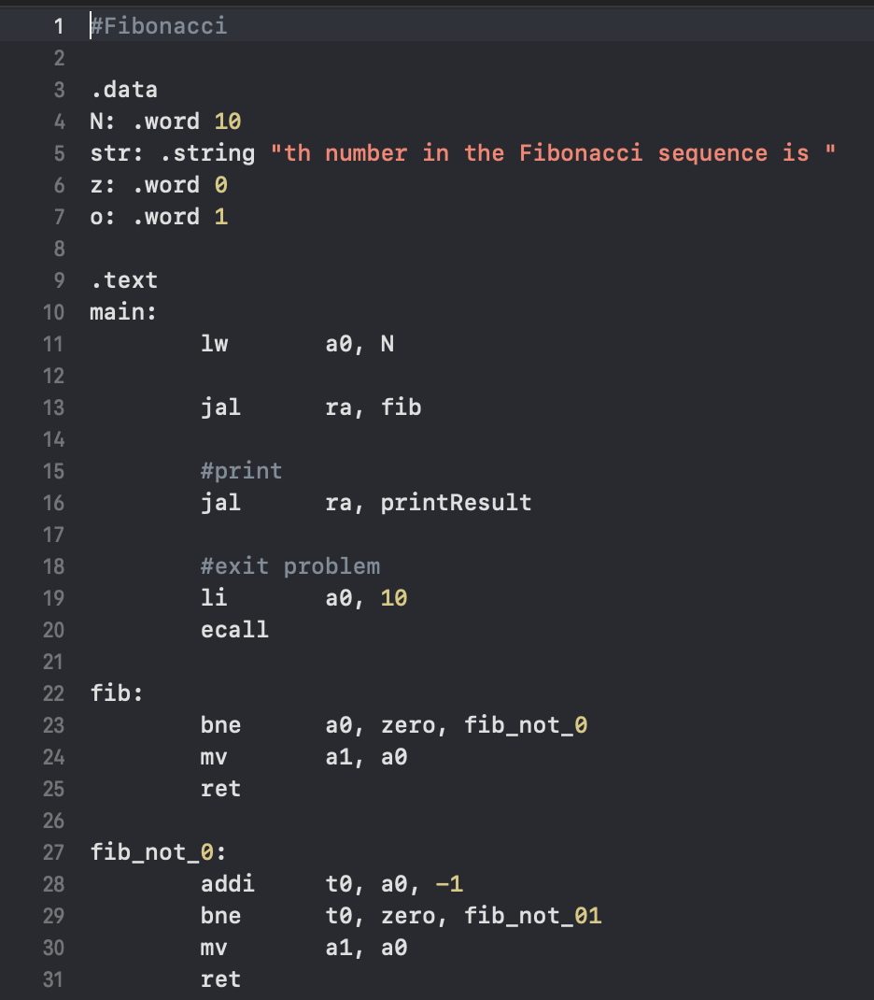 1 #Fibonacci
2
3 .data
4 N: .word 10
5 str: .string "th number in the Fibonacci sequence is "
6 z: .word 0
7 o: .word 1
8
9 .text
10 main:
11         lw       a0, N
12
13         jal      ra, fib
14
15         #print
16         jal      ra, printResult
17
18         #exit problem
19         li       a0, 10
20         ecall
21
22 fib:
23         bne      a0, zero, fib_not_0
24         mv       a1, a0
25         ret
26
27 fib_not_0:
28         addi     t0, a0, -1
29         bne      t0, zero, fib_not_01
30         mv       a1, a0
31         ret